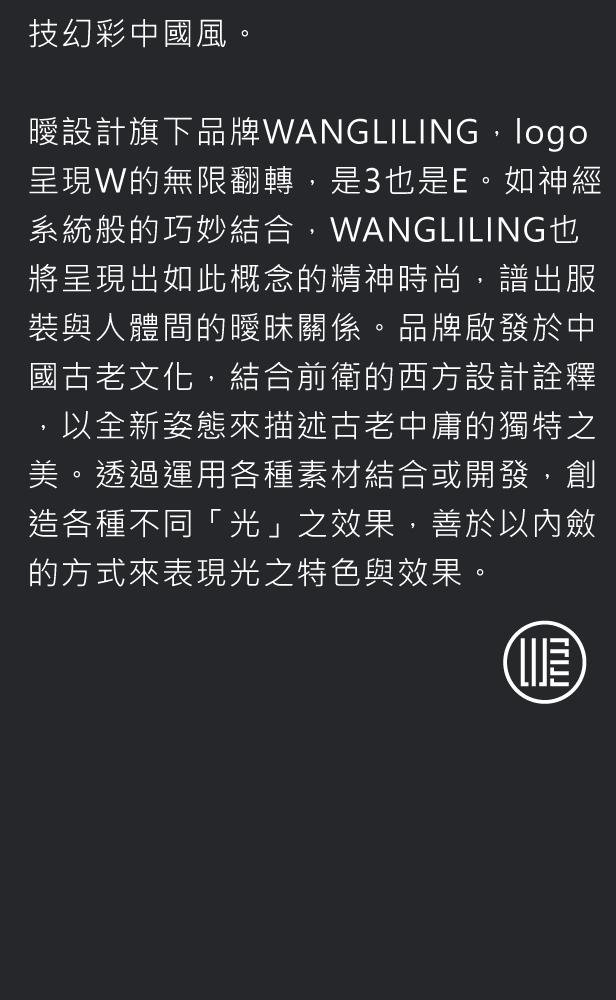 技幻彩中國風。
曖設計旗下品牌WANGLILING，logo
呈現W的無限翻轉，是3也是E。如神經
系統般的巧妙結合，WANGLILING也
將呈現出如此概念的精神時尚，譜出服
裝與人體間的曖昧關係。品牌啟發於中
國古老文化，結合前衛的西方設計詮釋
，以全新姿態來描述古老中庸的獨特之
美。透過運用各種素材結合或開發，創
造各種不同「光」之效果，善於以內斂
的方式來表現光之特色與效果。